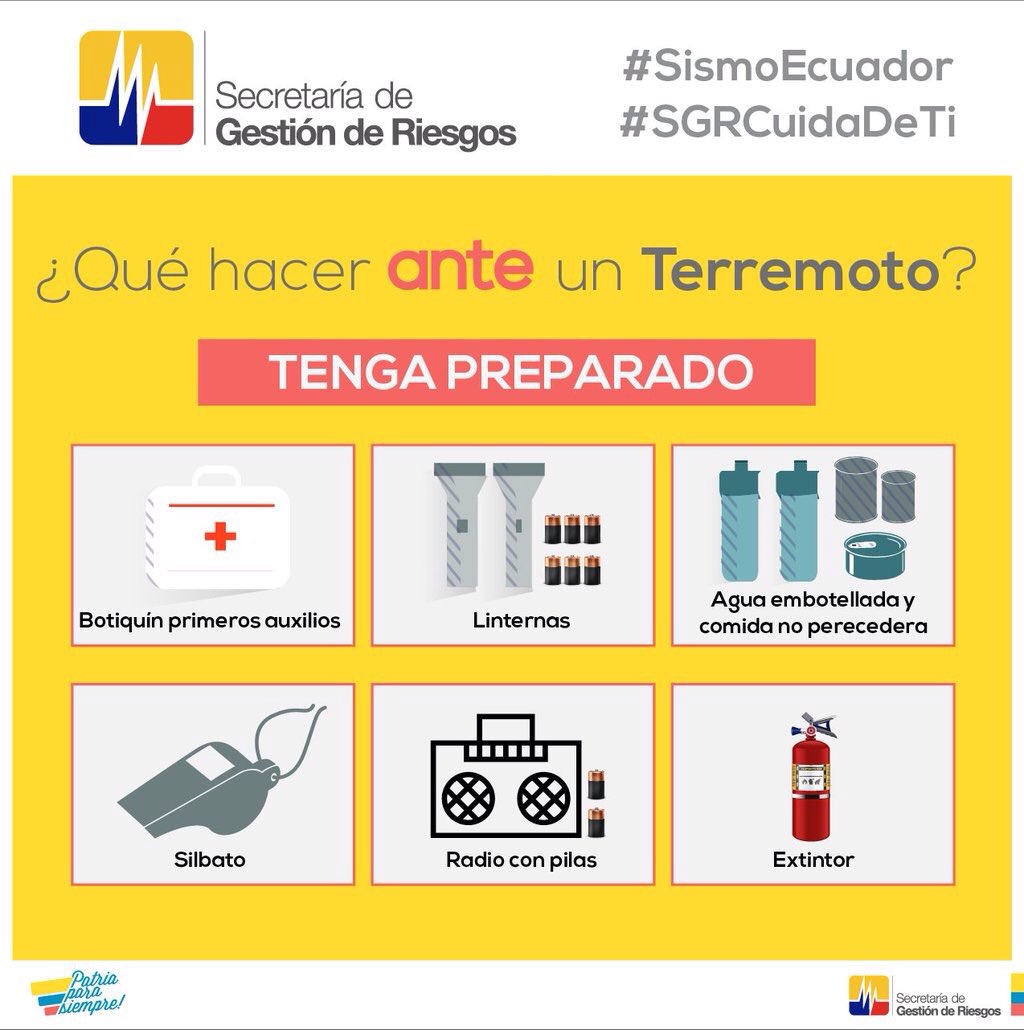 Secretaría de
Gestión de Riesgos
#SismoEcuador
#SGRCuidaDeTi
¿Qué hacer ante un Terremoto?
TENGA PREPARADO
Botiquín primeros auxilios
Linternas
Agua embotellada y
comida no perecedera
Silbato
Radio con pilas
Extintor
Patria
para
siempre!
Secretaría de
Gestión de Riesgos